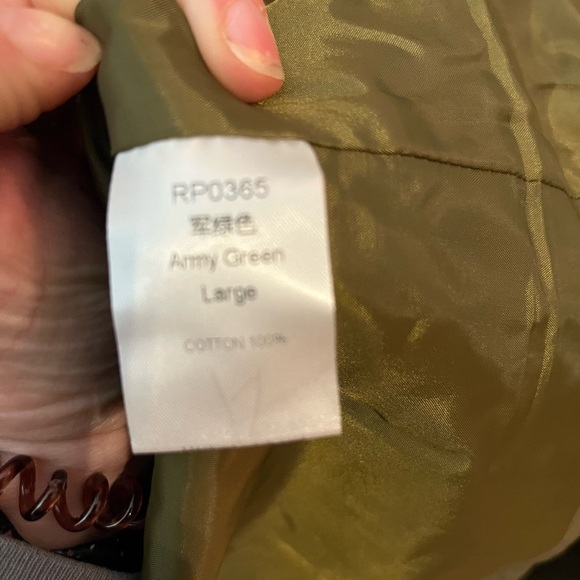 RP0365
军绿色
Army Green
Large
COTTON 100%